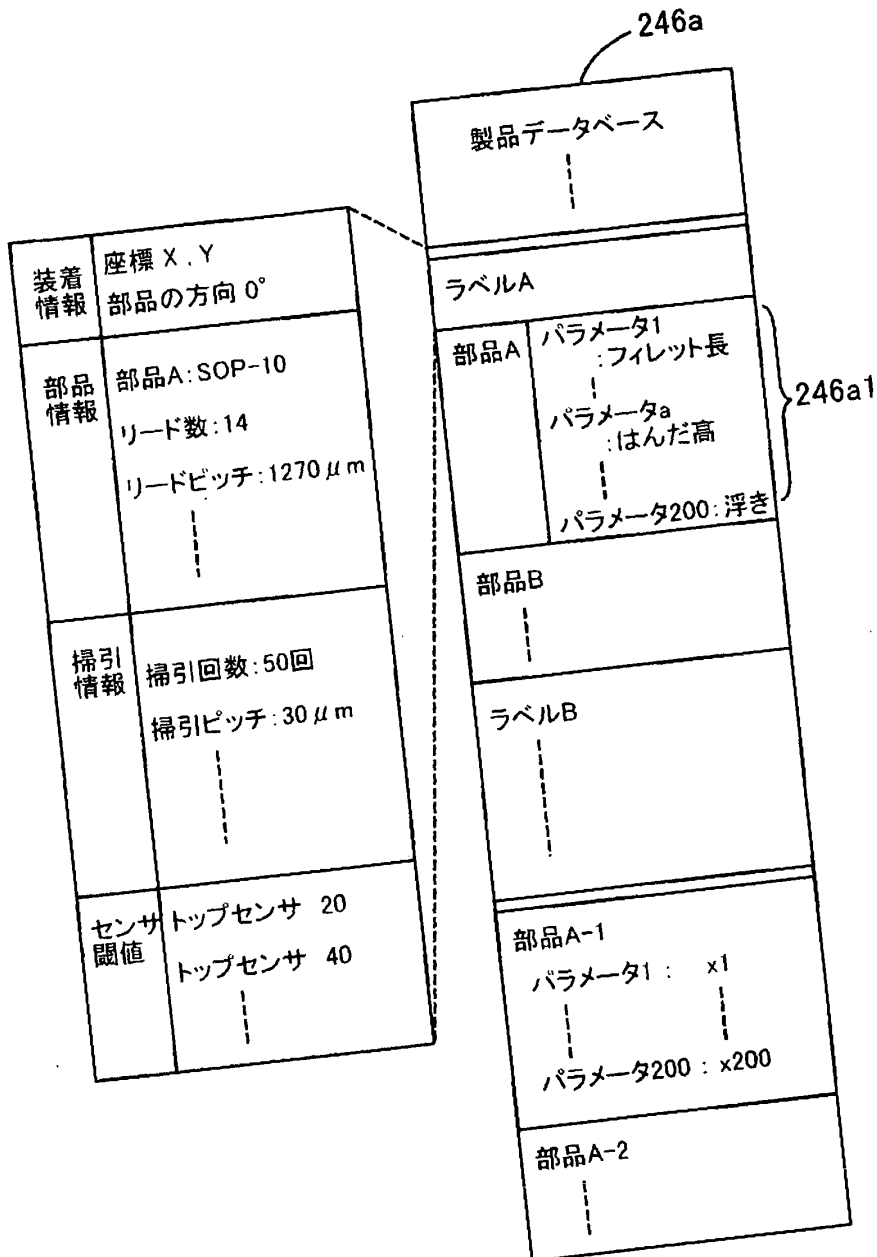 246a
製品データベース
装着
情報
座標 X , Y
部品の方向 0°
部品
情報
部品A:SOP-10
リード数:14
リードピッチ:1270μm
掃引
情報
掃引回数:50回
掃引ピッチ:30μm
センサ
閾値
トップセンサ 20
トップセンサ 40
ラベルA
部品A
パラメータ1
:フィレット長
パラメータa
:はんだ高
パラメータ200:浮き
246a1
部品B
ラベルB
部品A-1
パラメータ1 : x1
パラメータ200 : x200
部品A-2